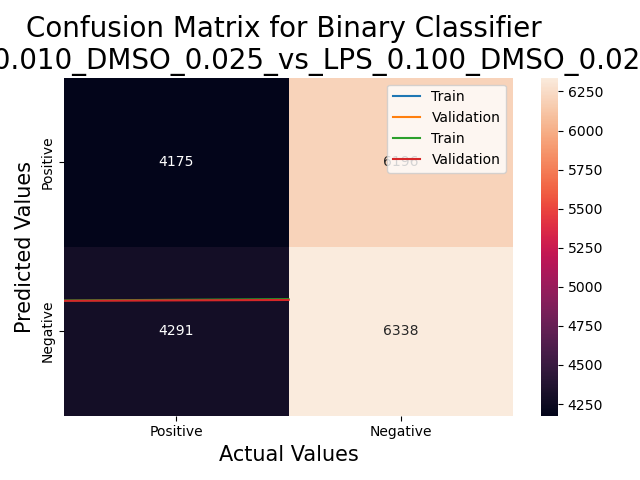 Confusion Matrix for Binary Classifier
0.010_DMSO_0.025_vs_LPS_0.100_DMSO_0.02
Train
Validation
Train
Validation
Positive
Negative
Predicted Values
4175
4291
6338
Positive
Negative
Actual Values
6250
6000
5750
5500
5250
5000
4750
4500
4250